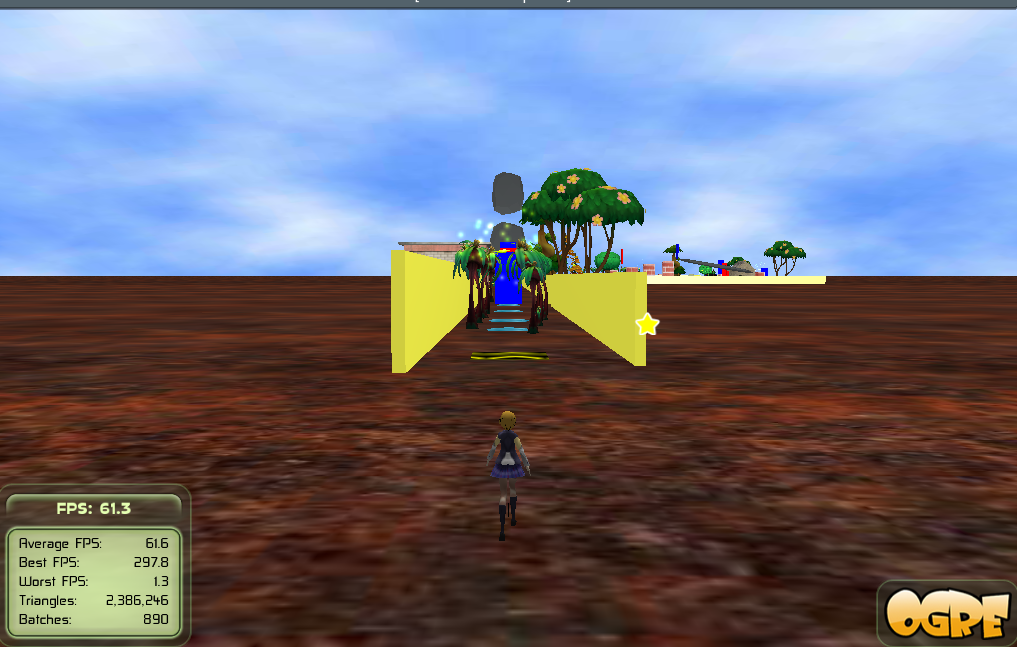 FPS: 61.3
Average FPS: 61.6
Best FPS: 297.8
Worst FPS: 1.3
Triangles: 2,386,246
Batches: 890
OGRE